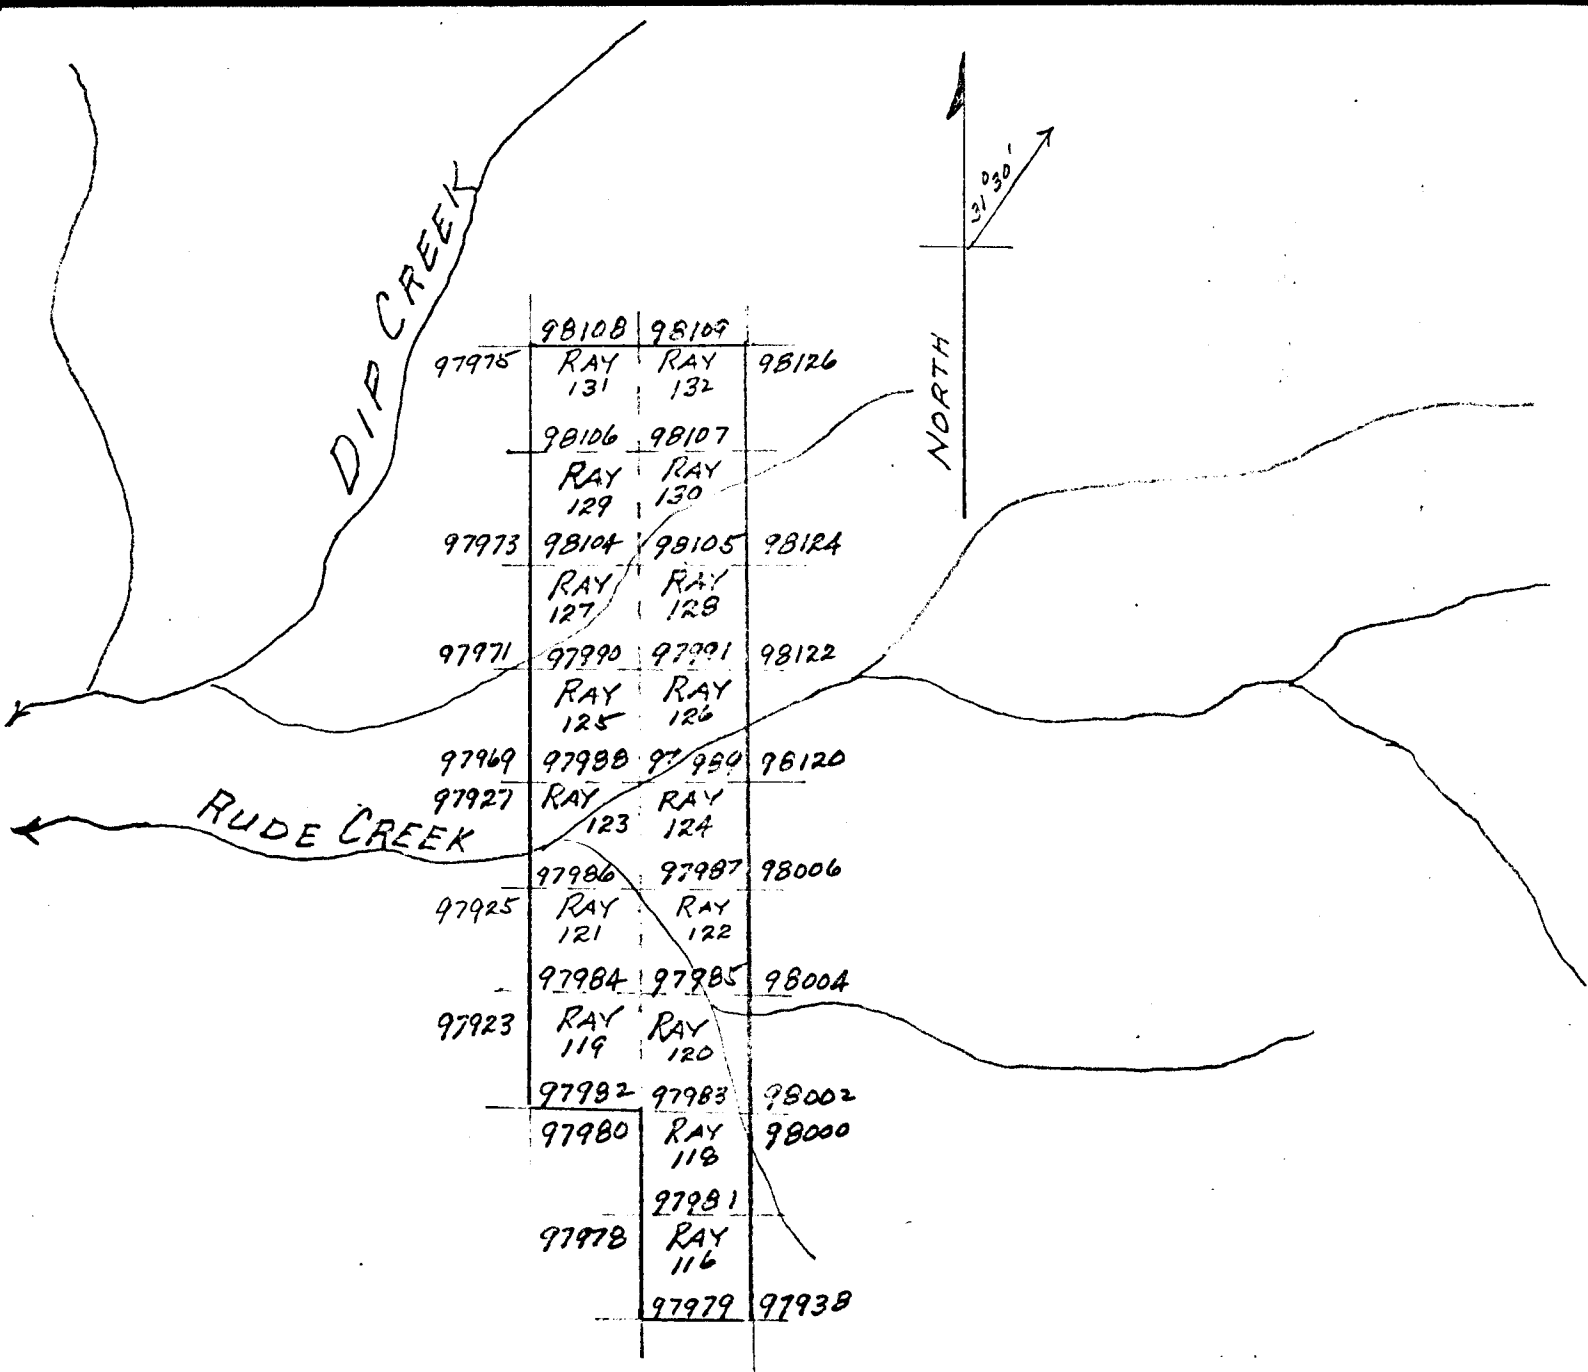 DIP CREEK
31°30'
NORTH
98108 98109
97975 RAY RAY 98126
131 132
98106 98107
RAY RAY
129 130
97973 98104 98105 98124
RAY RAY
127 128
97971 97990 97991 98122
RAY RAY
125 126
97969 97988 97989 98120
97927 RAY RAY
123 124
RUDE CREEK
97986 97987 98006
97925 RAY RAY
121 122
97984 97985 98004
97923 RAY RAY
119 120
97982 97983 98002
97980 RAY 98000
118
97981
97978 RAY
116
97979 97938